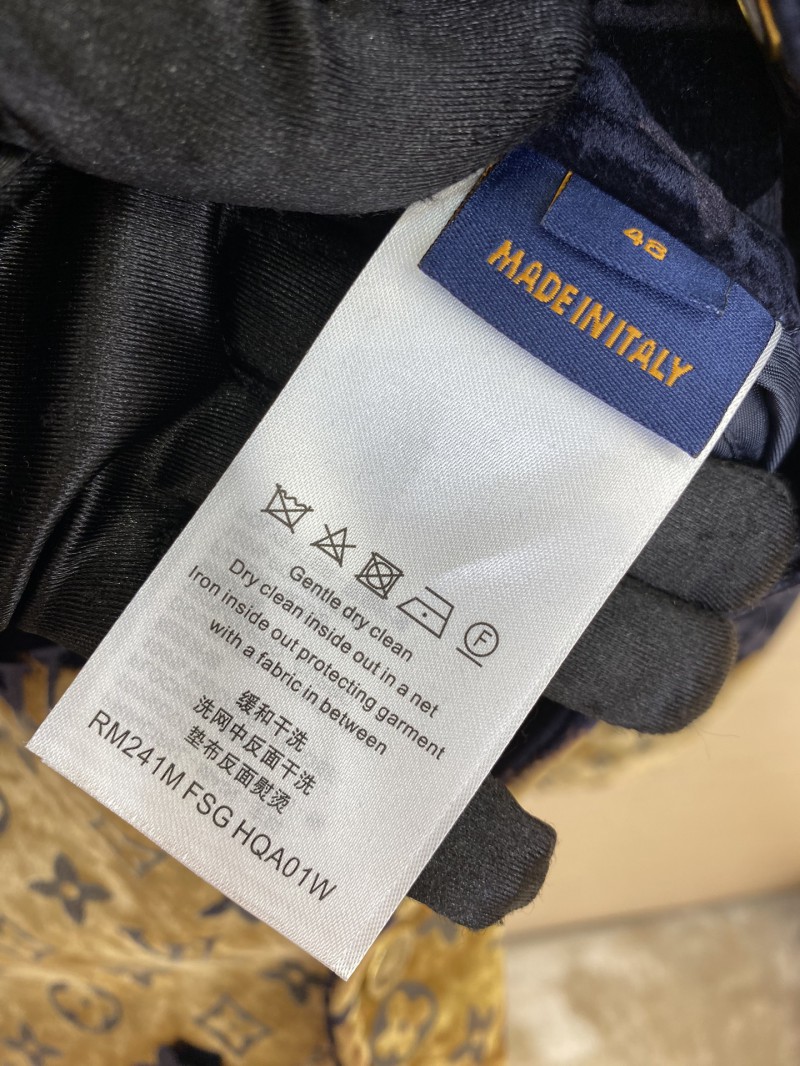 48
MADE IN ITALY
F
Gentle dry clean
Dry clean inside out in a net
Iron inside out protecting garment
with a fabric in between
缓和干洗
洗网中反面干洗
垫布反面熨烫
RM241M FSG HQA01W